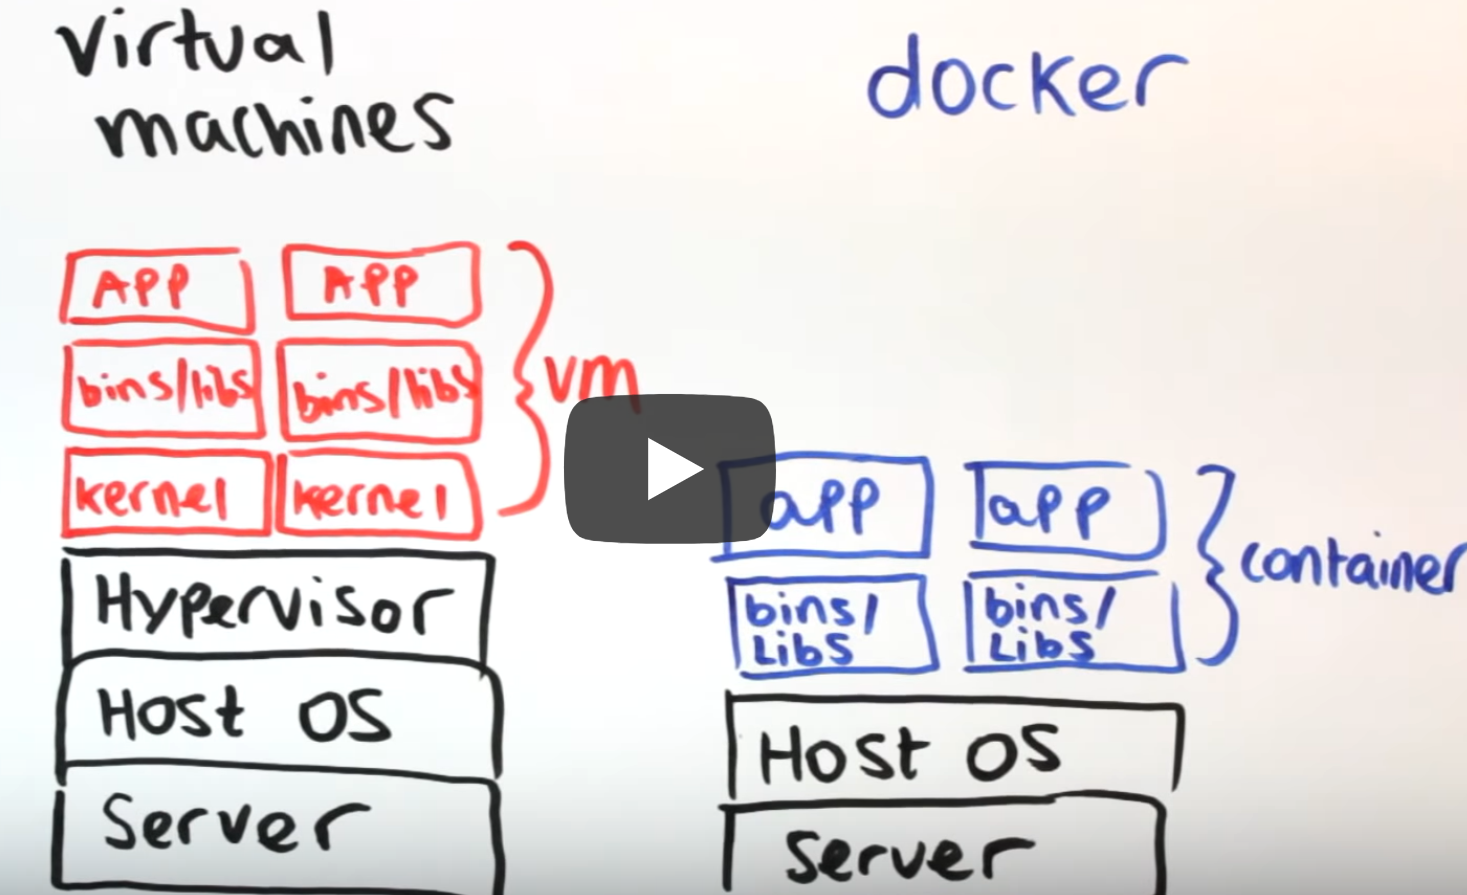 virtual
machines
docker
APP
APP
bins/libs
bins/libs
kernel
kernel
vm
Hypervisor
Host OS
Server
app
app
bins/
Libs
bins/
Libs
container
Host OS
Server